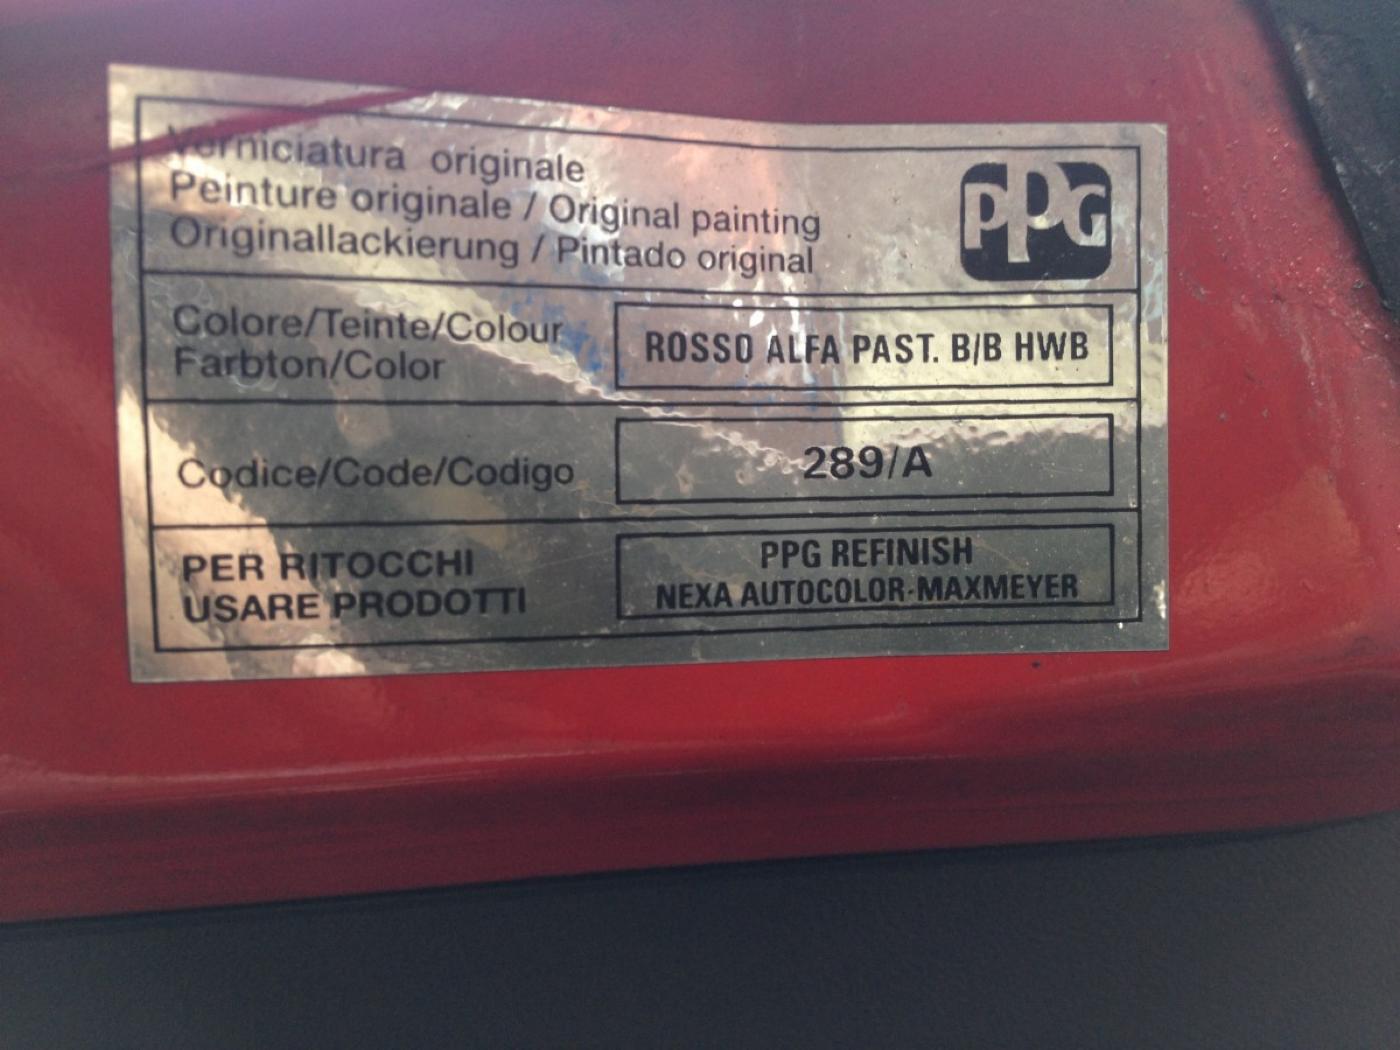 Verniciatura originale
Peinture originale / Original painting
Originallackierung / Pintado original
PPG
Colore/Teinte/Colour
Farbton/Color
ROSSO ALFA PAST. B/B HWB
Codice/Code/Codigo
289/A
PER RITOCCHI
USARE PRODOTTI
PPG REFINISH
NEXA AUTOCOLOR-MAXMEYER